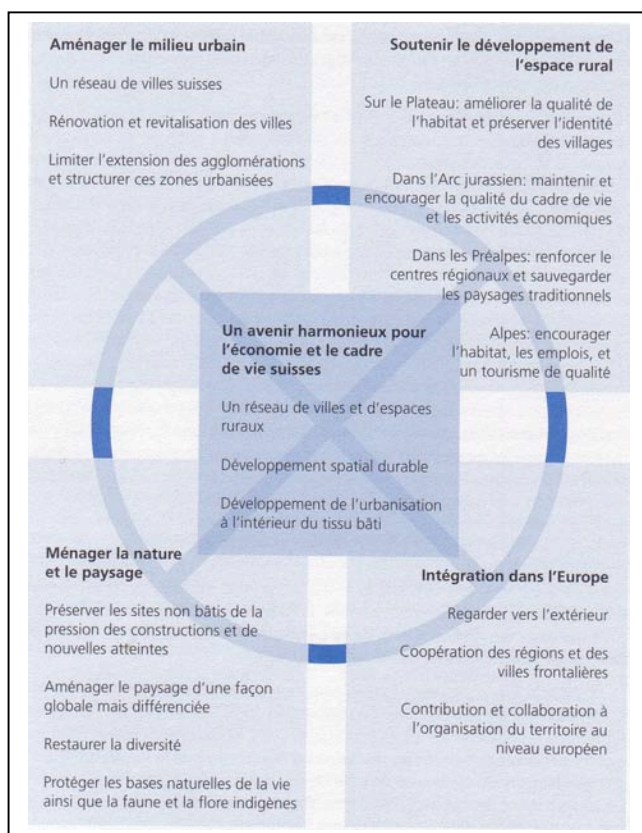 Aménager le milieu urbain
Un réseau de villes suisses
Rénovation et revitalisation des villes
Limiter l'extension des agglomérations
et structurer ces zones urbanisées
Soutenir le développement de
l'espace rural
Sur le Plateau: améliorer la qualité de
l'habitat et préserver l'identité
des villages
Dans l'Arc jurassien: maintenir et
encourager la qualité du cadre de vie
et les activités économiques
Dans les Préalpes: renforcer le
centres régionaux et sauvegarder
les paysages traditionnels
Alpes: encourager
l'habitat, les emplois, et
un tourisme de qualité
Un avenir harmonieux pour
l'économie et le cadre
de vie suisses
Un réseau de villes et d'espaces
ruraux
Développement spatial durable
Développement de l'urbanisation
à l'intérieur du tissu bâti
Ménager la nature
et le paysage
Préserver les sites non bâtis de la
pression des constructions et de
nouvelles atteintes
Aménager le paysage d'une façon
globale mais différenciée
Restaurer la diversité
Protéger les bases naturelles de la vie
ainsi que la faune et la flore indigènes
Intégration dans l'Europe
Regarder vers l'extérieur
Coopération des régions et des
villes frontalières
Contribution et collaboration à
l'organisation du territoire au
niveau européen